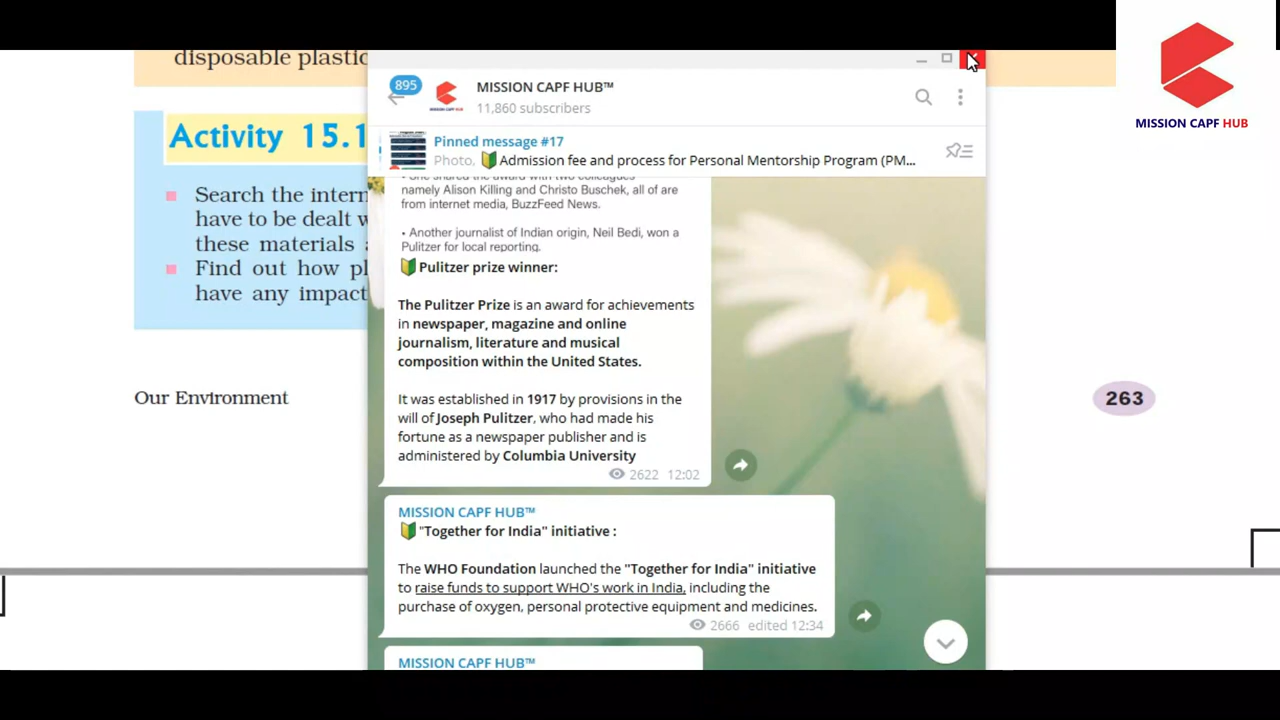 disposable plastic
MISSION CAPF HUB
Activity 15.1
Search the intern
have to be dealt w
these materials a
Find out how pl
have any impact
Our Environment
263
895
MISSION CAPF HUB™
11,860 subscribers
Pinned message #17
Photo, Admission fee and process for Personal Mentorship Program (PM...
• She shared the award with two colleagues
namely Alison Killing and Christo Buschek, all of are
from internet media, BuzzFeed News.
• Another journalist of Indian origin, Neil Bedi, won a
Pulitzer for local reporting.
Pulitzer prize winner:
The Pulitzer Prize is an award for achievements
in newspaper, magazine and online
journalism, literature and musical
composition within the United States.
It was established in 1917 by provisions in the
will of Joseph Pulitzer, who had made his
fortune as a newspaper publisher and is
administered by Columbia University
2622 12:02
MISSION CAPF HUB™
"Together for India" initiative :
The WHO Foundation launched the "Together for India" initiative
to raise funds to support WHO's work in India, including the
purchase of oxygen, personal protective equipment and medicines.
2666 edited 12:34
MISSION CAPF HUB™